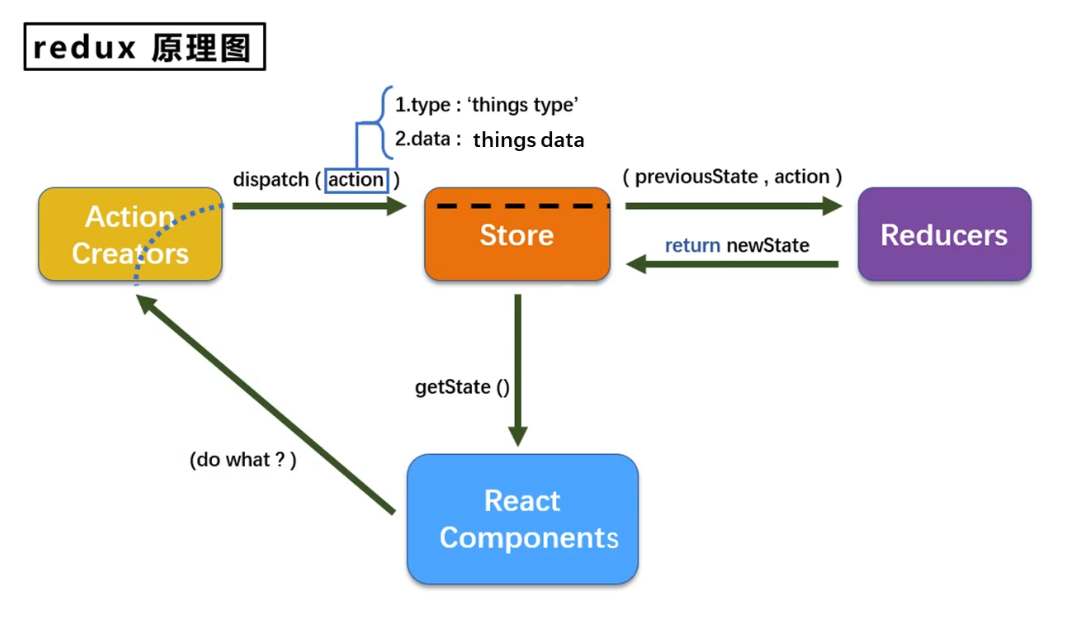 redux 原理图
1.type : ‘things type’
2.data : things data
dispatch ( action )
( previousState , action )
Action
Creators
Store
Reducers
return newState
getState ()
(do what ? )
React
Components